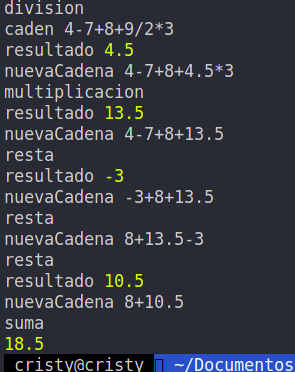 division
caden 4-7+8+9/2*3
resultado 4.5
nuevaCadena 4-7+8+4.5*3
multiplicacion
resultado 13.5
nuevaCadena 4-7+8+13.5
resta
resultado -3
nuevaCadena -3+8+13.5
resta
nuevaCadena 8+13.5-3
resta
resultado 10.5
nuevaCadena 8+10.5
suma
18.5
cristy@cristy ~/Documentos